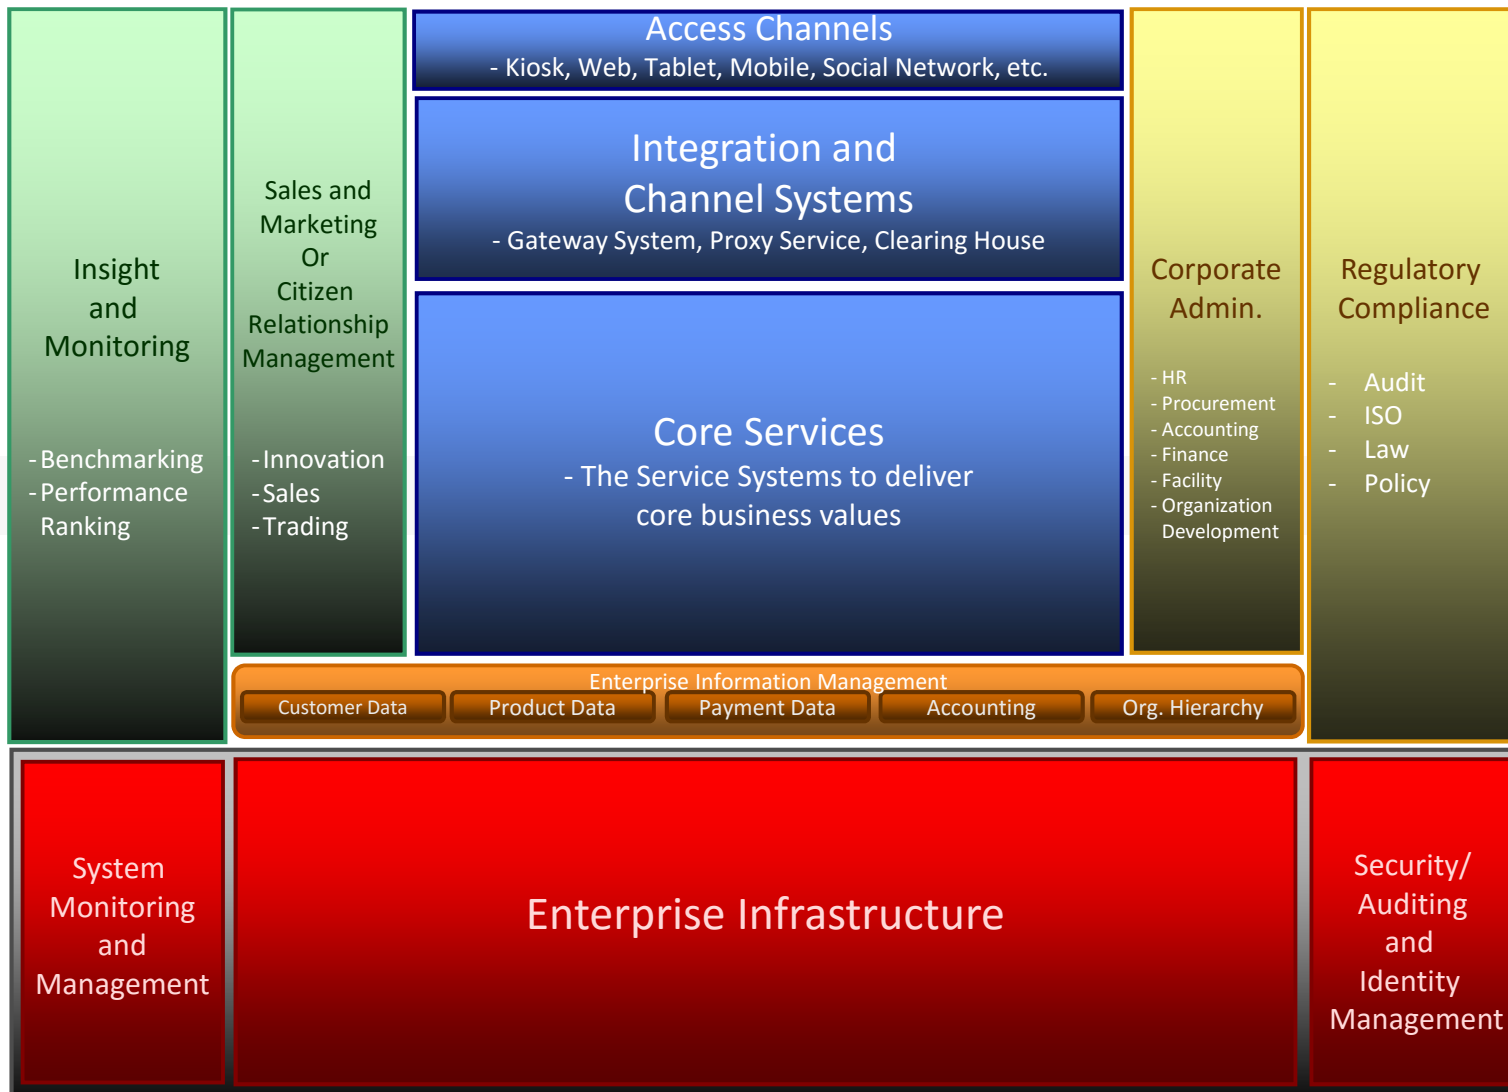 Access Channels
- Kiosk, Web, Tablet, Mobile, Social Network, etc.
Integration and
Channel Systems
- Gateway System, Proxy Service, Clearing House
Core Services
- The Service Systems to deliver
core business values
Insight
and
Monitoring
- Benchmarking
- Performance
Ranking
Sales and
Marketing
Or
Citizen
Relationship
Management
- Innovation
- Sales
- Trading
Corporate
Admin.
- HR
- Procurement
- Accounting
- Finance
- Facility
- Organization
Development
Regulatory
Compliance
- Audit
- ISO
- Law
- Policy
Enterprise Information Management
Customer Data
Product Data
Payment Data
Accounting
Org. Hierarchy
System
Monitoring
and
Management
Enterprise Infrastructure
Security/
Auditing
and
Identity
Management